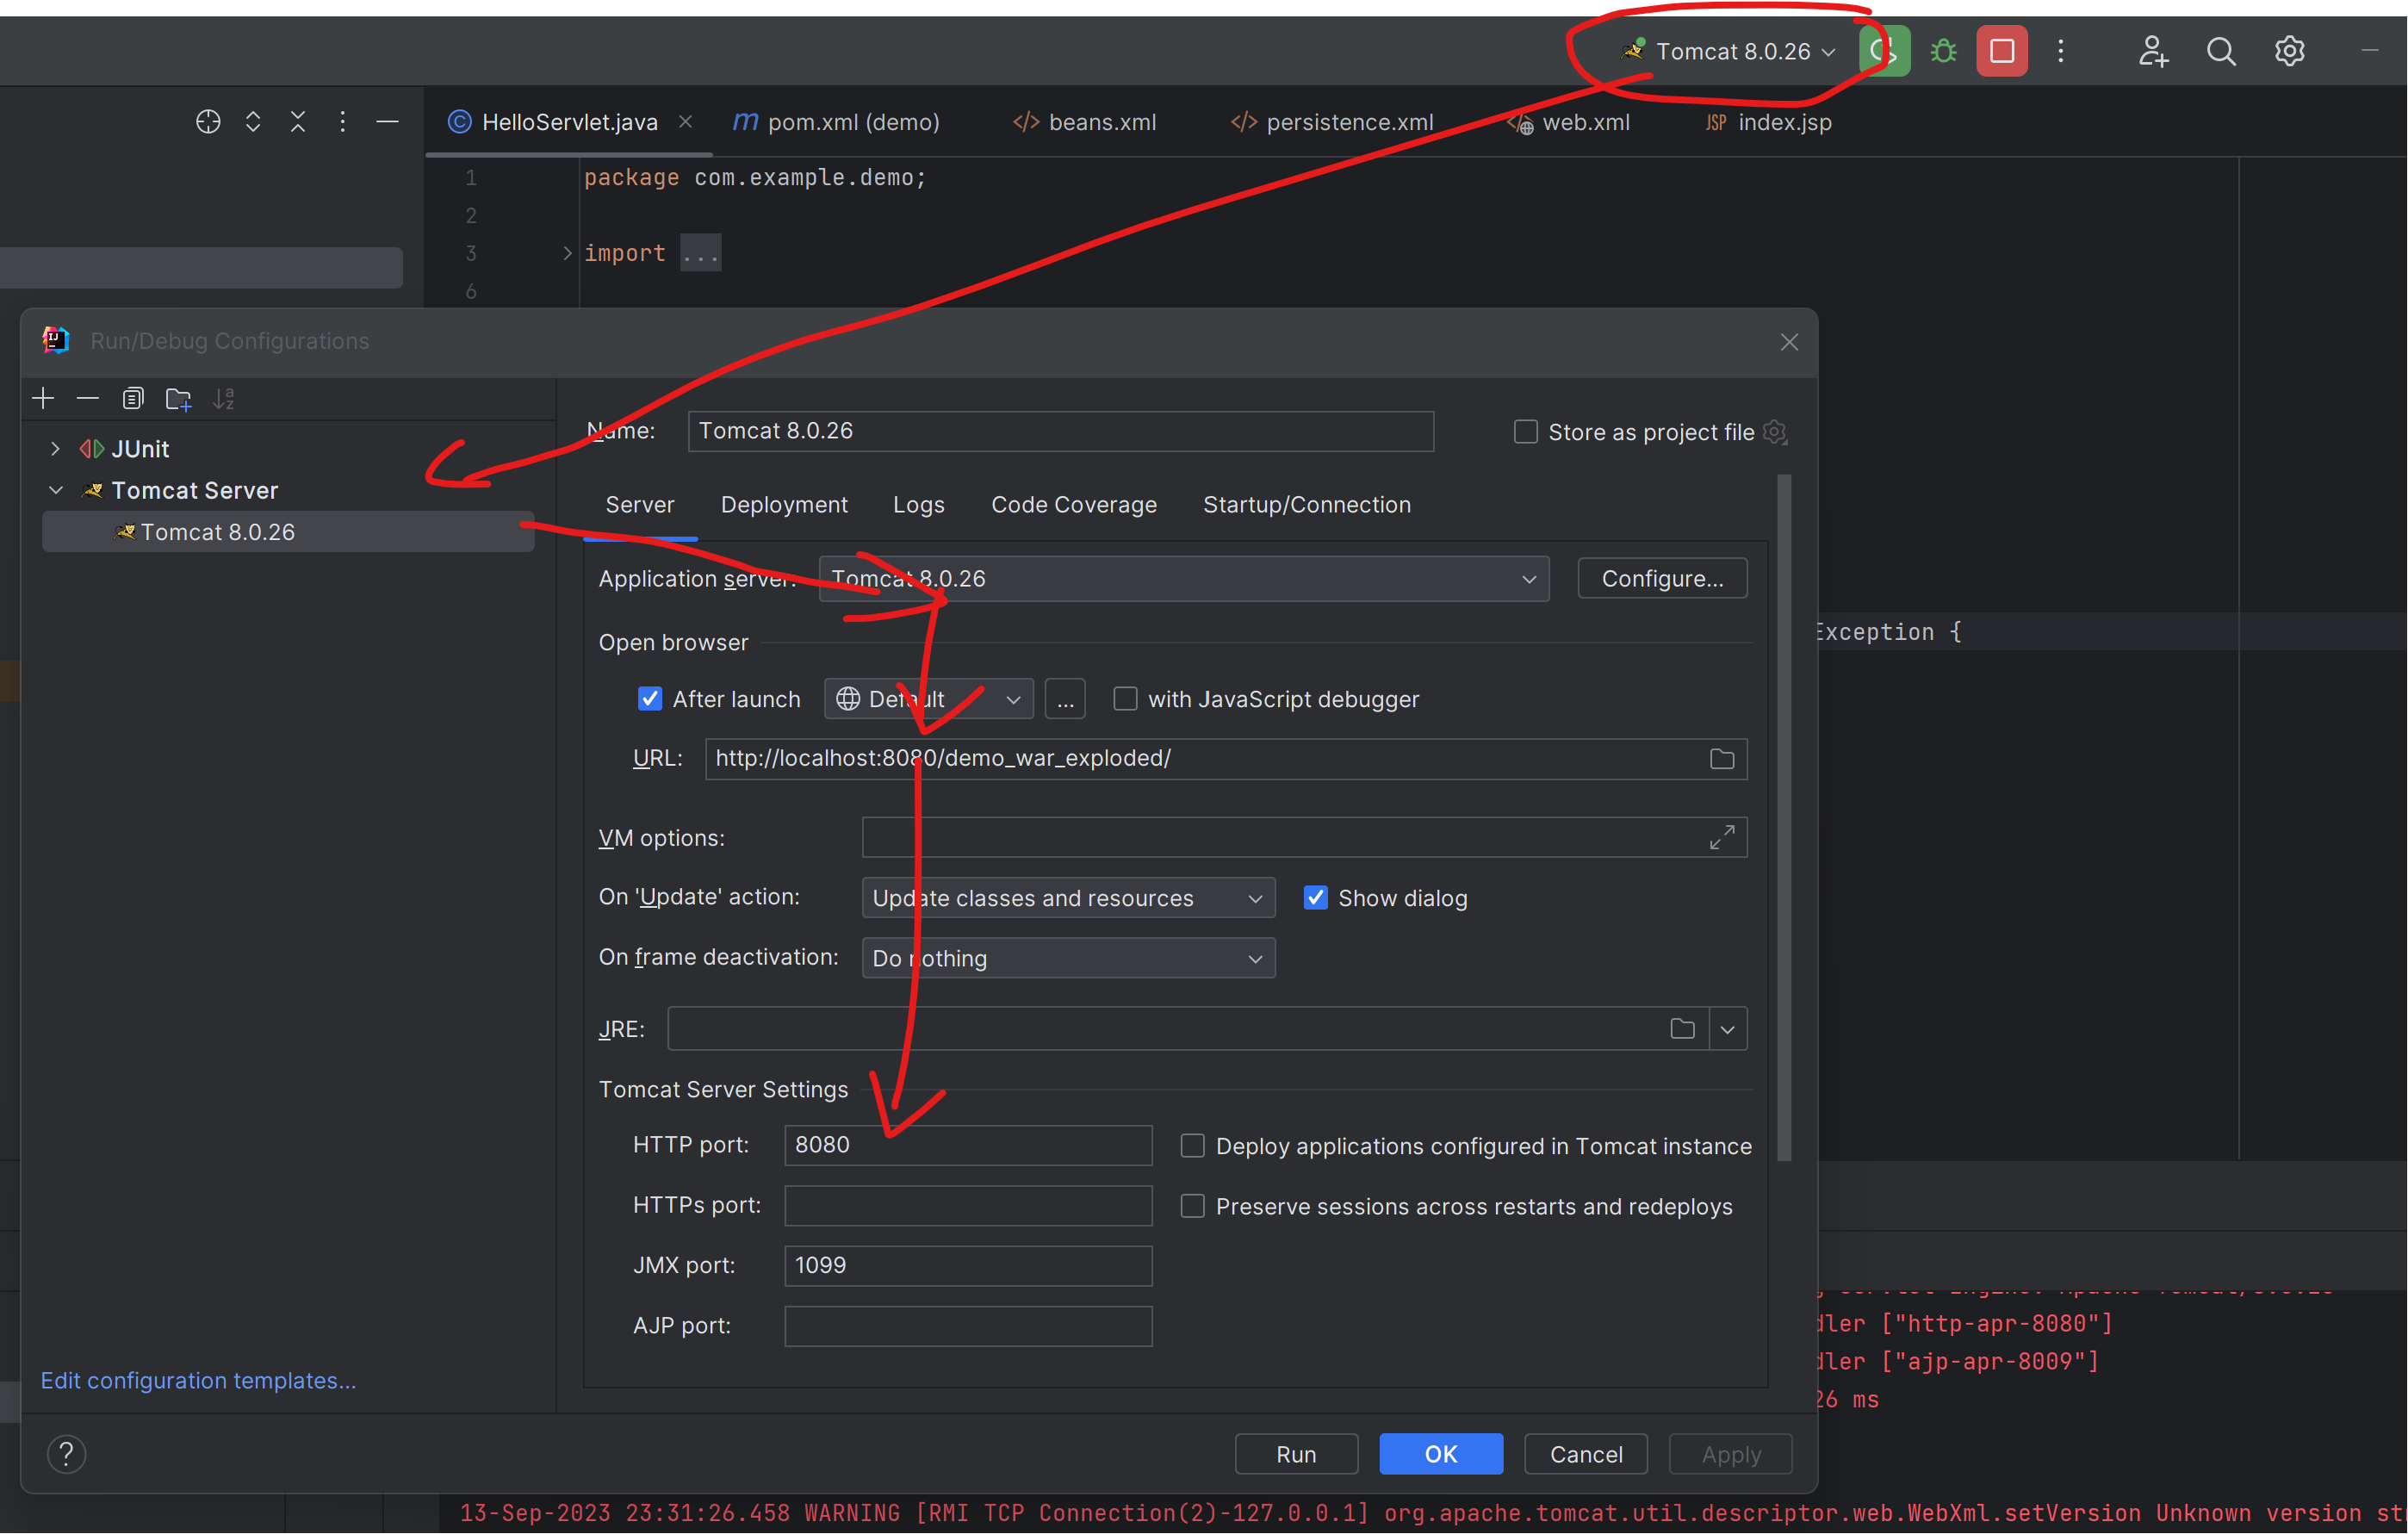 Tomcat 8.0.26
HelloServlet.java
pom.xml (demo)
beans.xml
persistence.xml
web.xml
JSP index.jsp
1 package com.example.demo;
2
3 import ...
6
Run/Debug Configurations
JUnit
Tomcat Server
Tomcat 8.0.26
Name: Tomcat 8.0.26
Store as project file
Server Deployment Logs Code Coverage Startup/Connection
Application server: Tomcat 8.0.26 Configure...
Exception {
Open browser
After launch Default ... with JavaScript debugger
URL: http://localhost:8080/demo_war_exploded/
VM options:
On 'Update' action: Update classes and resources Show dialog
On frame deactivation: Do nothing
JRE:
Tomcat Server Settings
HTTP port: 8080 Deploy applications configured in Tomcat instance
HTTPs port: Preserve sessions across restarts and redeploys
JMX port: 1099
AJP port:
["http-apr-8080"]
["ajp-apr-8009"]
ms
Edit configuration templates...
? Run OK Cancel Apply
13-Sep-2023 23:31:26.458 WARNING [RMI TCP Connection(2)-127.0.0.1] org.apache.tomcat.util.descriptor.web.WebXml.setVersion Unknown version